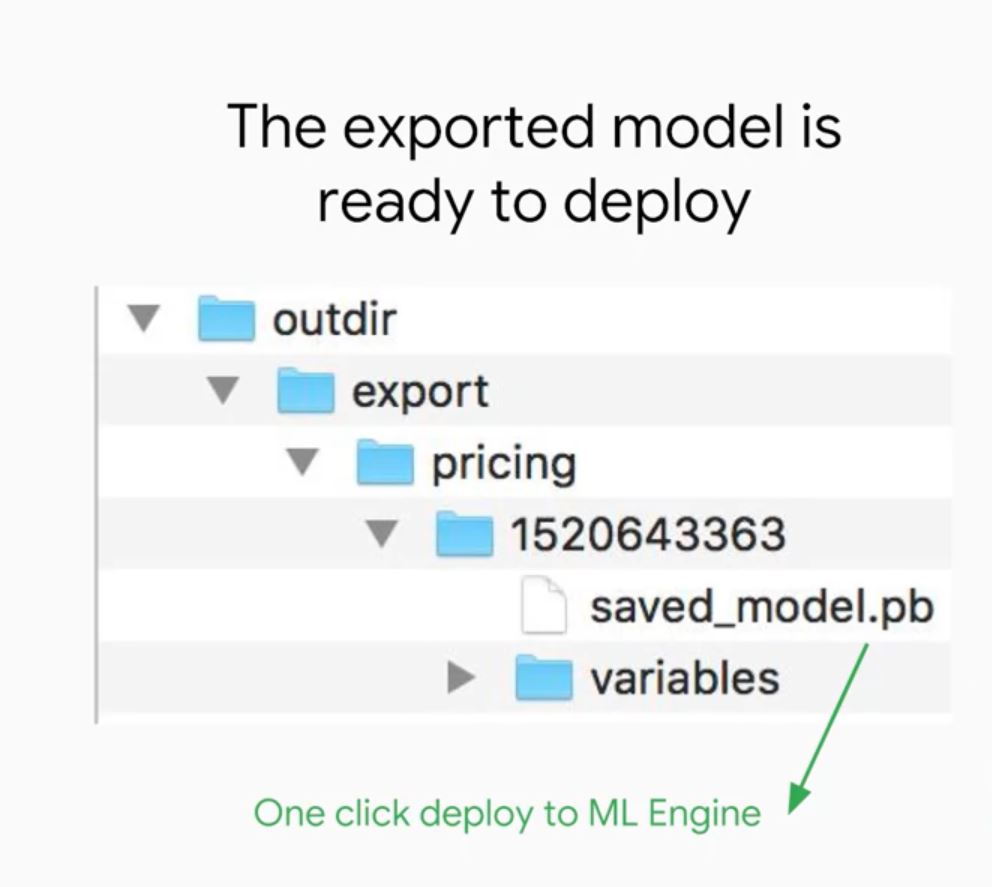 The exported model is
ready to deploy
outdir
export
pricing
1520643363
saved_model.pb
variables
One click deploy to ML Engine